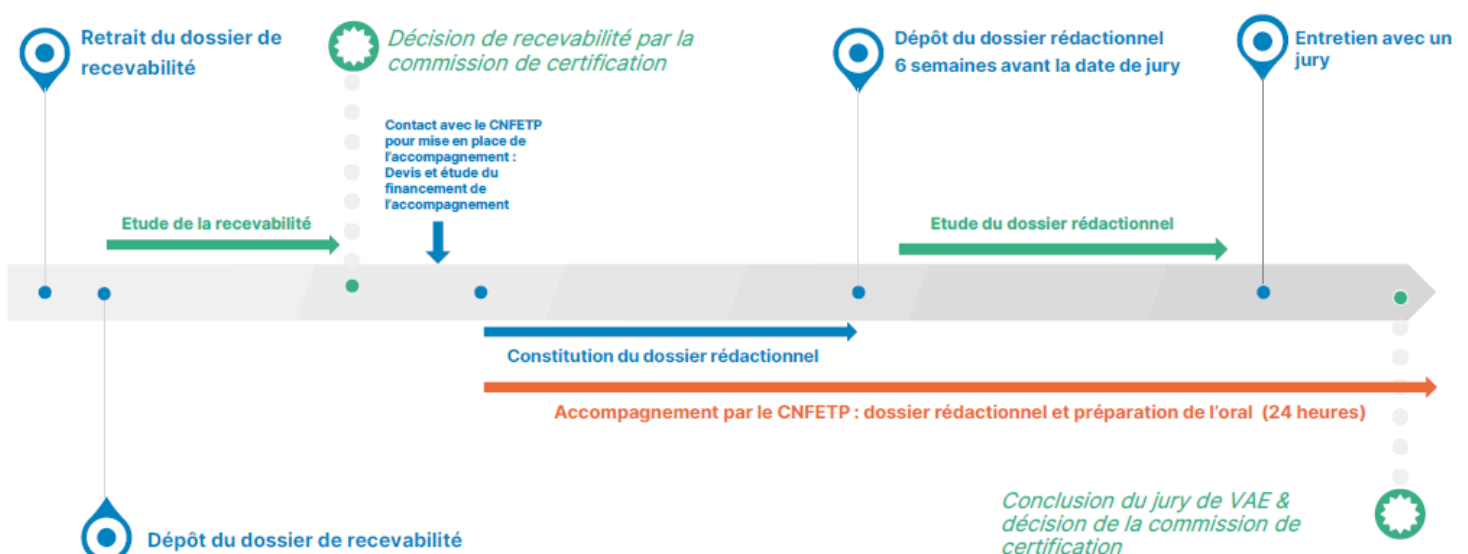 Retrait du dossier de
recevabilité
Décision de recevabilité par la
commission de certification
Dépôt du dossier rédactionnel
6 semaines avant la date de jury
Entretien avec un
jury
Contact avec le CNFETP
pour mise en place de
l'accompagnement :
Devis et étude du
financement de
l'accompagnement
Etude de la recevabilité
Etude du dossier rédactionnel
Constitution du dossier rédactionnel
Accompagnement par le CNFETP : dossier rédactionnel et préparation de l'oral (24 heures)
Dépôt du dossier de recevabilité
Conclusion du jury de VAE &
décision de la commission de
certification